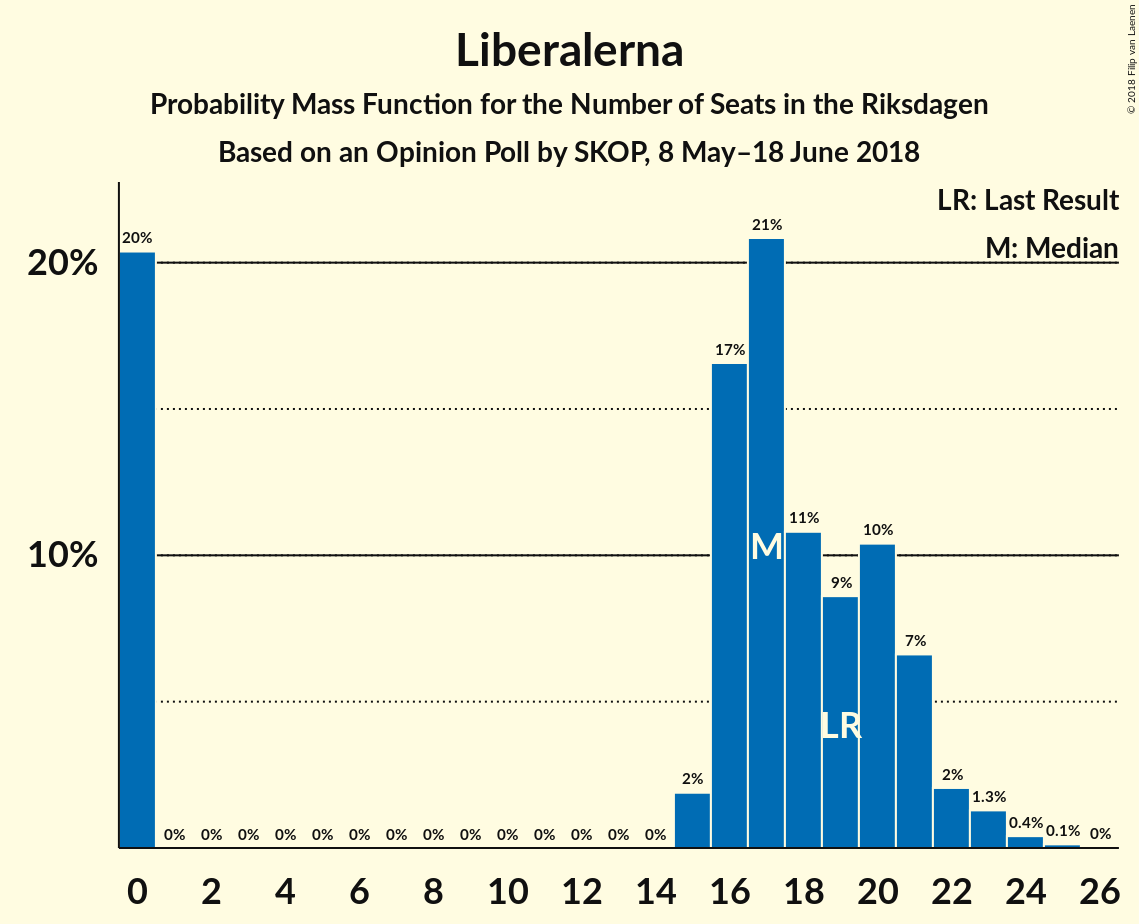 Liberalerna
Probability Mass Function for the Number of Seats in the Riksdagen
Based on an Opinion Poll by SKOP, 8 May–18 June 2018
© 2018 Filip van Laenen
LR: Last Result
M: Median
20%
10%
20% 0% 0% 0% 0% 0% 0% 0% 0% 0% 0% 0% 0% 0% 0% 2% 17% 21% 11% 9% 10% 7% 2% 1.3% 0.4% 0.1% 0%
M
LR
0 2 4 6 8 10 12 14 16 18 20 22 24 26